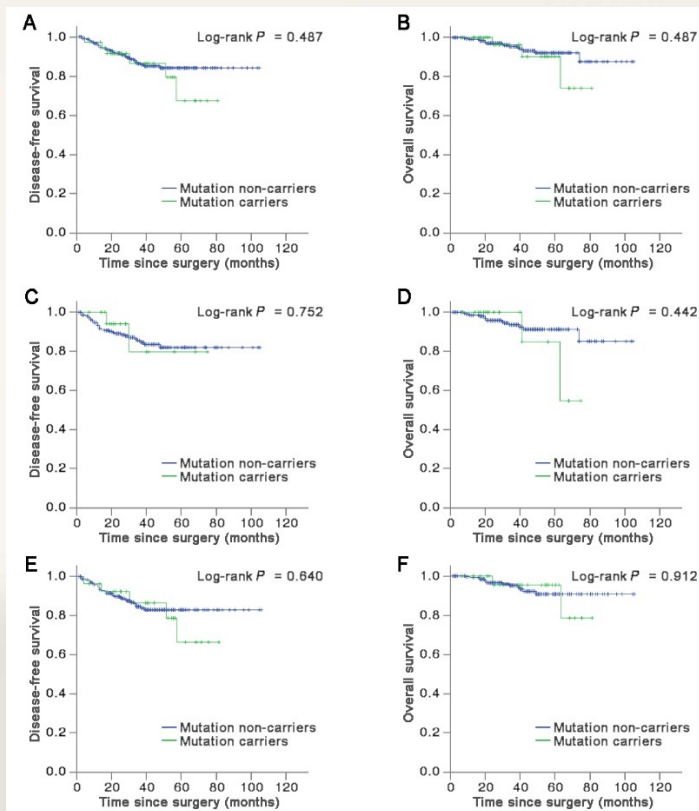 A
Log-rank P = 0.487
Disease-free survival
1.0
0.8
0.6
0.4
0.2
0.0
Mutation non-carriers
Mutation carriers
0 20 40 60 80 100 120
Time since surgery (months)
B
Log-rank P = 0.487
Overall survival
1.0
0.8
0.6
0.4
0.2
0.0
Mutation non-carriers
Mutation carriers
0 20 40 60 80 100 120
Time since surgery (months)
C
Log-rank P = 0.752
Disease-free survival
1.0
0.8
0.6
0.4
0.2
0.0
Mutation non-carriers
Mutation carriers
0 20 40 60 80 100 120
Time since surgery (months)
D
Log-rank P = 0.442
Overall survival
1.0
0.8
0.6
0.4
0.2
0.0
Mutation non-carriers
Mutation carriers
0 20 40 60 80 100 120
Time since surgery (months)
E
Log-rank P = 0.640
Disease-free survival
1.0
0.8
0.6
0.4
0.2
0.0
Mutation non-carriers
Mutation carriers
0 20 40 60 80 100 120
Time since surgery (months)
F
Log-rank P = 0.912
Overall survival
1.0
0.8
0.6
0.4
0.2
0.0
Mutation non-carriers
Mutation carriers
0 20 40 60 80 100 120
Time since surgery (months)